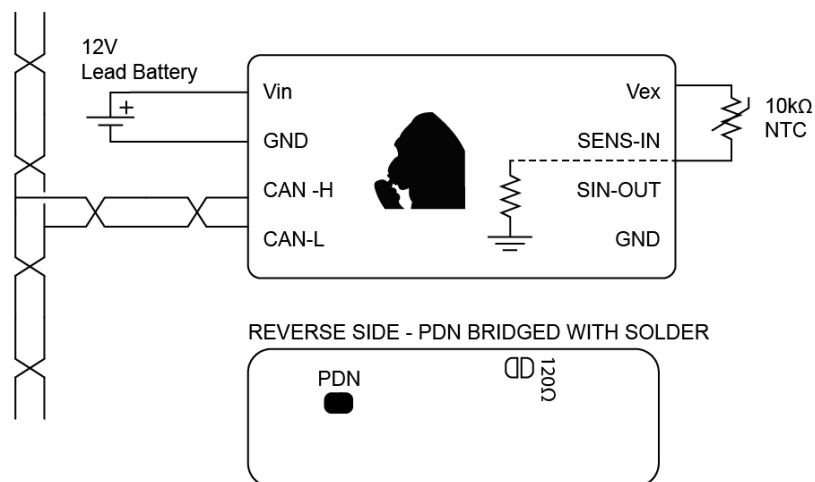 12V
Lead Battery
+
Vin
GND
CAN -H
CAN-L
Vex
SENS-IN
SIN-OUT
GND
10kΩ
NTC
REVERSE SIDE - PDN BRIDGED WITH SOLDER
PDN
120Ω